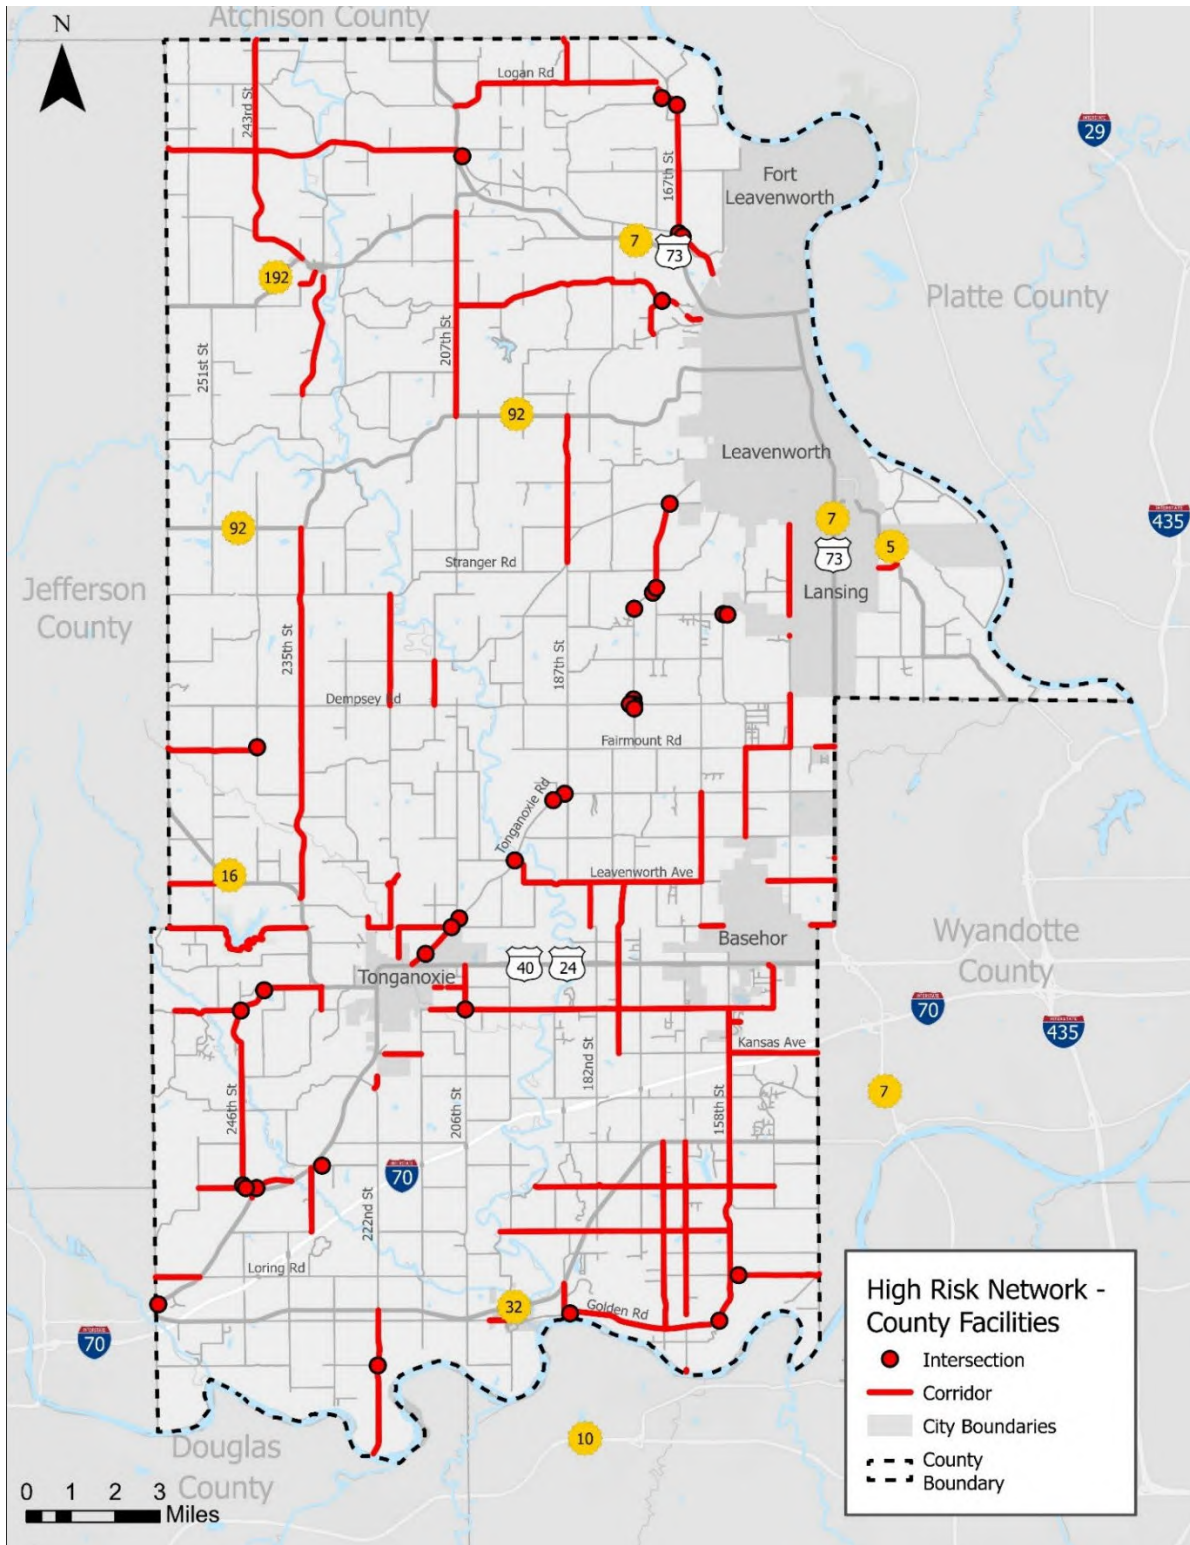 Atchison County
N
Logan Rd
243rd St
INTERSTATE
29
167th St
Fort
Leavenworth
7
73
192
Platte County
251st St
207th St
92
Leavenworth
92
7
INTERSTATE
435
5
73
Stranger Rd
Lansing
Jefferson
County
235th St
187th St
Dempsey Rd
Fairmount Rd
Tonganoxie Rd
16
Leavenworth Ave
Wyandotte
County
Basehor
40
24
Tonganoxie
70
INTERSTATE
435
Kansas Ave
182nd St
7
246th St
206th St
158th St
70
222nd St
Loring Rd
32
Golden Rd
70
High Risk Network -
County Facilities
Intersection
Corridor
City Boundaries
County
Boundary
10
Douglas
County
0 1 2 3
Miles